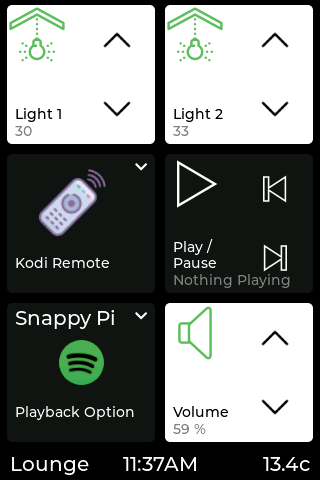 Light 1
30
Light 2
33
Kodi Remote
Play /
Pause
Nothing Playing
Snappy Pi
Playback Option
Volume
59 %
Lounge 11:37AM 13.4c